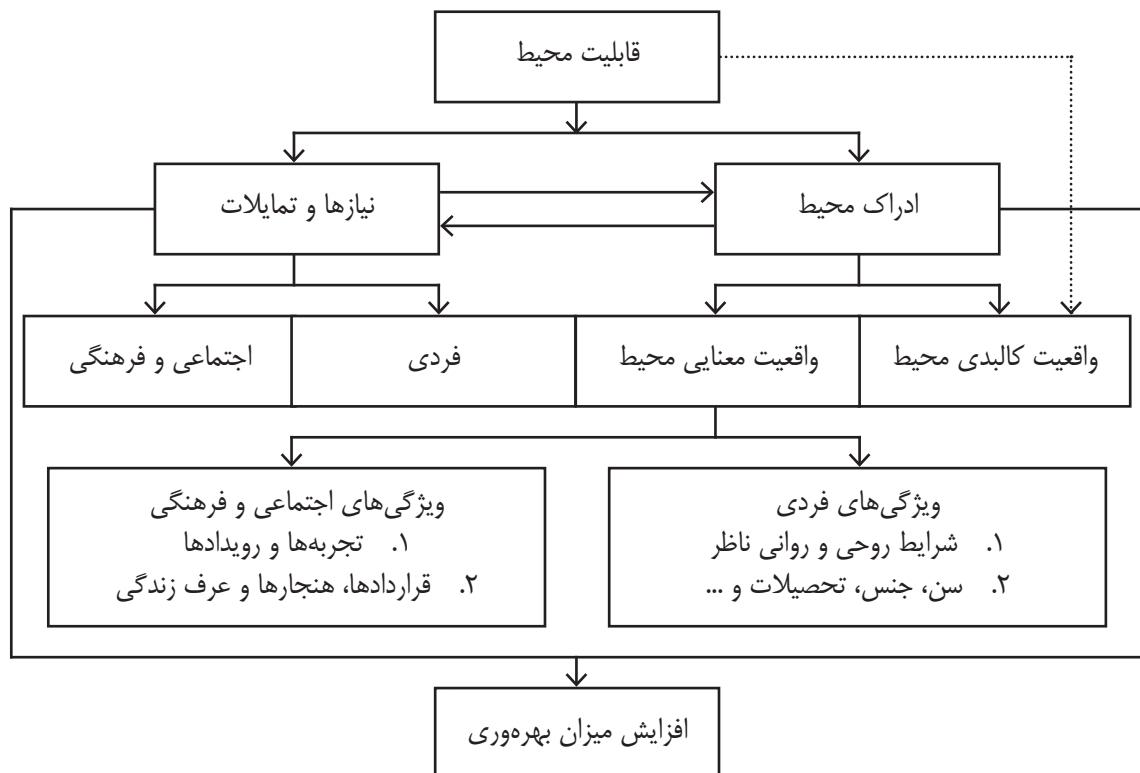 قابلیت محیط
ادراک محیط
نیازها و تمایلات
واقعیت کالبدی محیط
واقعیت معنایی محیط
فردی
اجتماعی و فرهنگی
ویژگی‌های فردی
۱. شرایط روحی و روانی ناظر
۲. سن، جنس، تحصیلات و ...
ویژگی‌های اجتماعی و فرهنگی
۱. تجربه‌ها و رویدادها
۲. قراردادها، هنجارها و عرف زندگی
افزایش میزان بهره‌وری